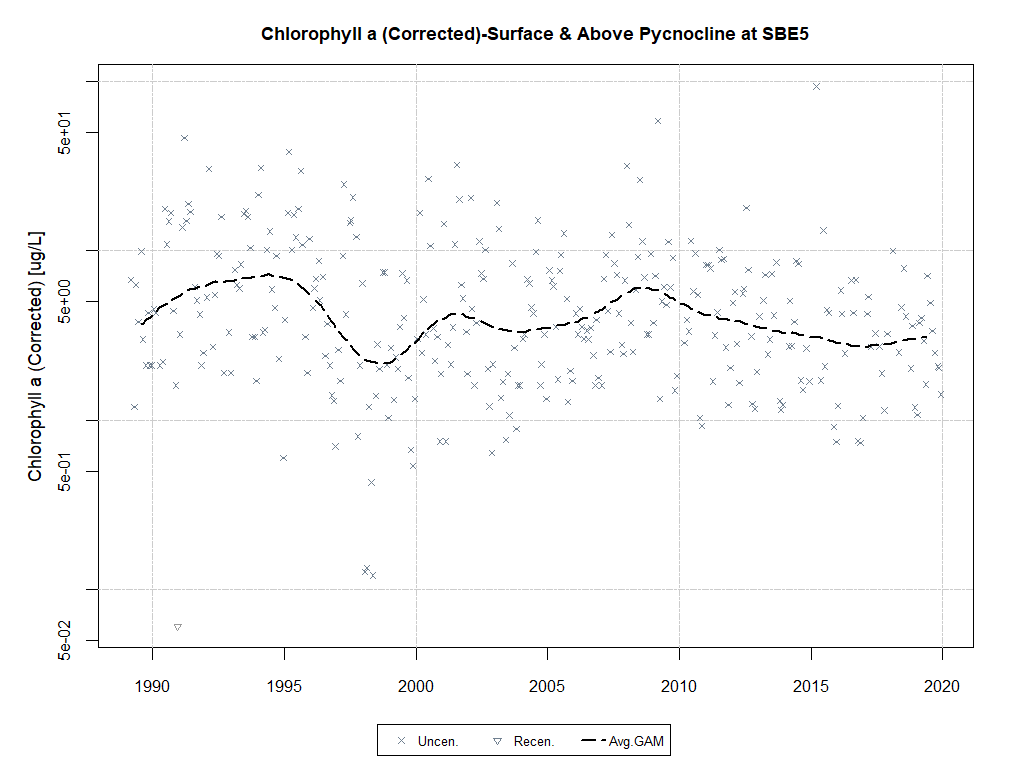 Chlorophyll a (Corrected)-Surface & Above Pycnocline at SBE5
Chlorophyll a (Corrected) [ug/L]
5e+01
5e+00
5e-01
5e-02
1990 1995 2000 2005 2010 2015 2020
Uncen. Recen. Avg.GAM